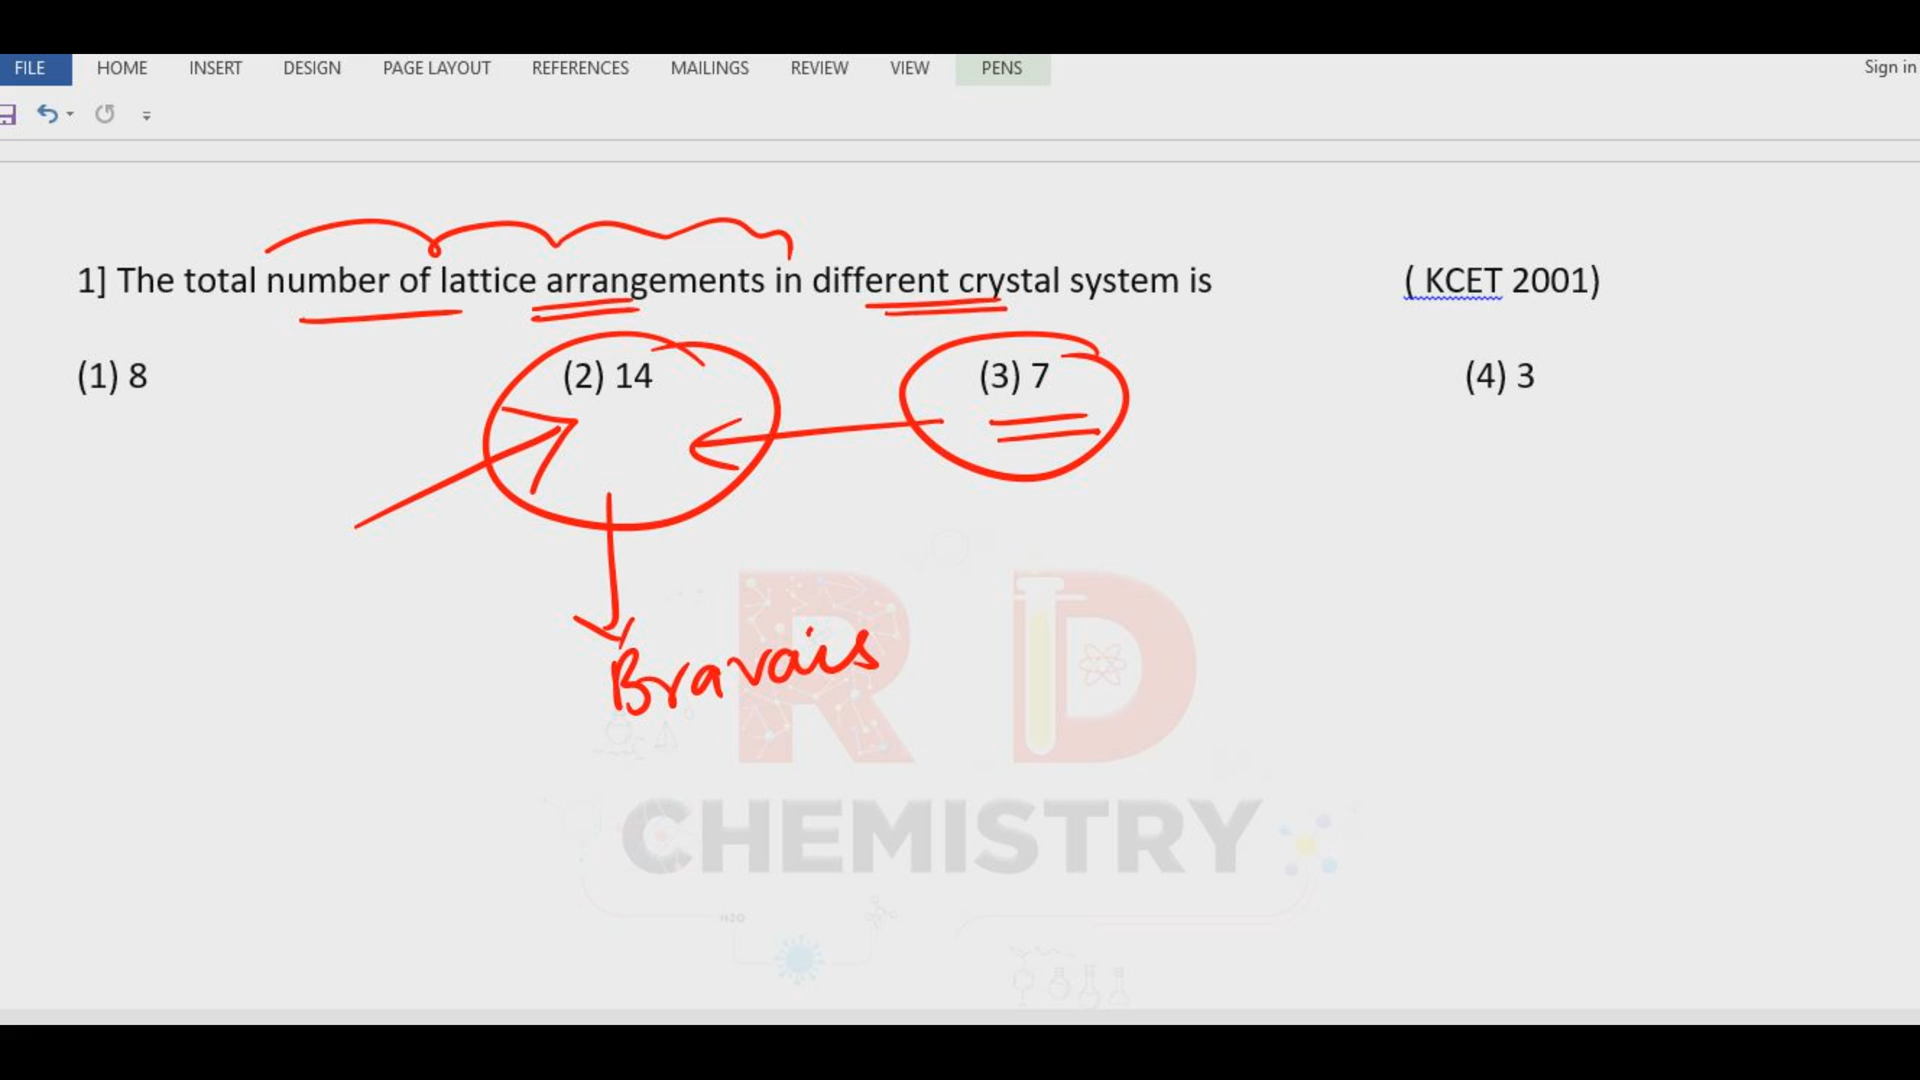 FILE HOME INSERT DESIGN PAGE LAYOUT REFERENCES MAILINGS REVIEW VIEW PENS Sign in
1] The total number of lattice arrangements in different crystal system is ( KCET 2001)
(1) 8 (2) 14 (3) 7 (4) 3
Bravais
R D
CHEMISTRY
H2O